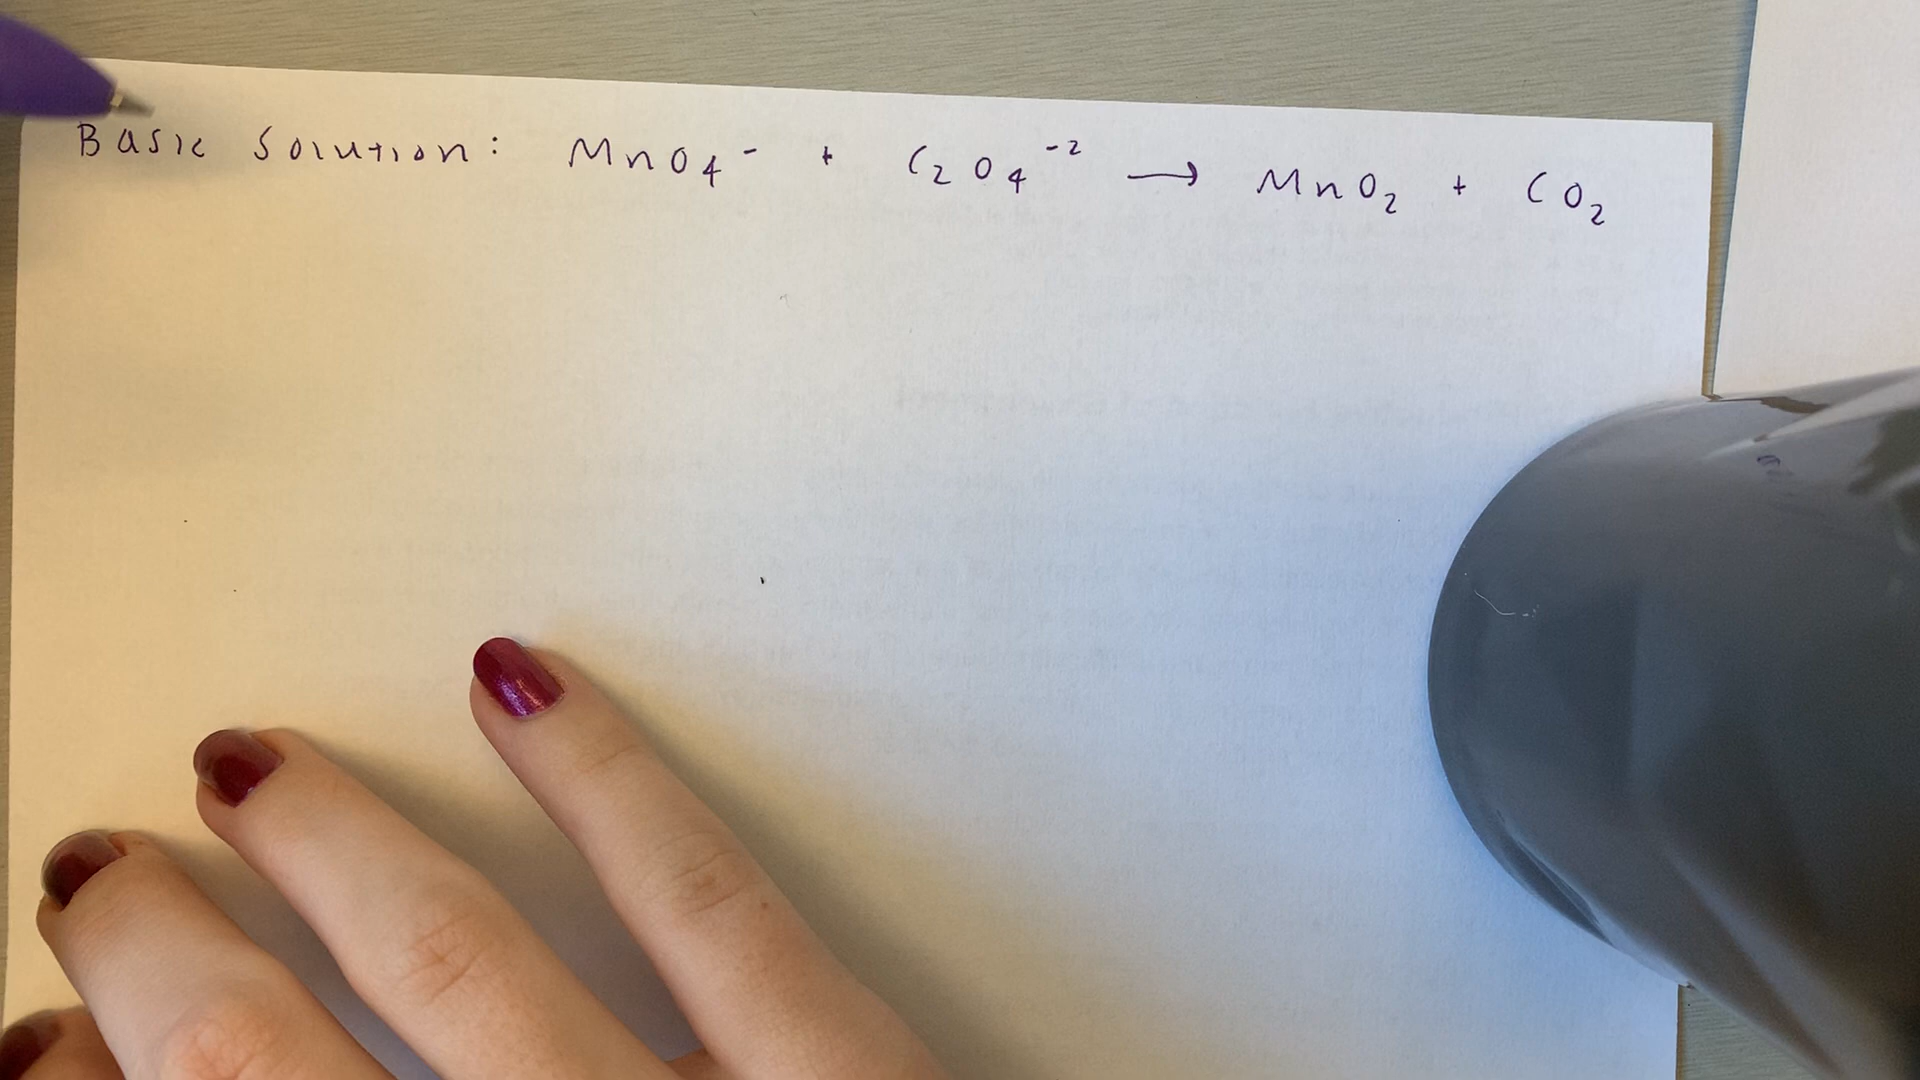 Basic Solution: MnO₄⁻ + C₂O₄⁻² → MnO₂ + CO₂